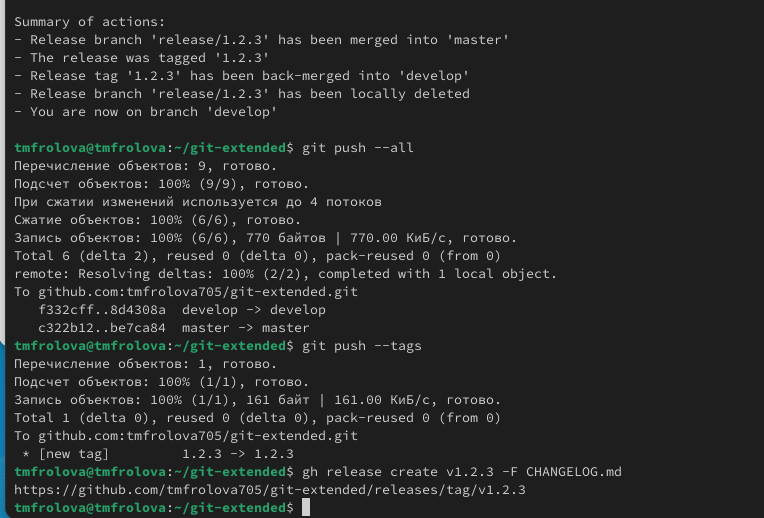 Summary of actions:
- Release branch 'release/1.2.3' has been merged into 'master'
- The release was tagged '1.2.3'
- Release tag '1.2.3' has been back-merged into 'develop'
- Release branch 'release/1.2.3' has been locally deleted
- You are now on branch 'develop'
tmfrolova@tmfrolova:~/git-extended$ git push --all
Перечисление объектов: 9, готово.
Подсчет объектов: 100% (9/9), готово.
При сжатии изменений используется до 4 потоков
Сжатие объектов: 100% (6/6), готово.
Запись объектов: 100% (6/6), 770 байтов | 770.00 КиБ/с, готово.
Total 6 (delta 2), reused 0 (delta 0), pack-reused 0 (from 0)
remote: Resolving deltas: 100% (2/2), completed with 1 local object.
To github.com:tmfrolova705/git-extended.git
   f332cff..8d4308a  develop -> develop
   c322b12..be7ca84  master -> master
tmfrolova@tmfrolova:~/git-extended$ git push --tags
Перечисление объектов: 1, готово.
Подсчет объектов: 100% (1/1), готово.
Запись объектов: 100% (1/1), 161 байт | 161.00 КиБ/с, готово.
Total 1 (delta 0), reused 0 (delta 0), pack-reused 0 (from 0)
To github.com:tmfrolova705/git-extended.git
 * [new tag]         1.2.3 -> 1.2.3
tmfrolova@tmfrolova:~/git-extended$ gh release create v1.2.3 -F CHANGELOG.md
https://github.com/tmfrolova705/git-extended/releases/tag/v1.2.3
tmfrolova@tmfrolova:~/git-extended$